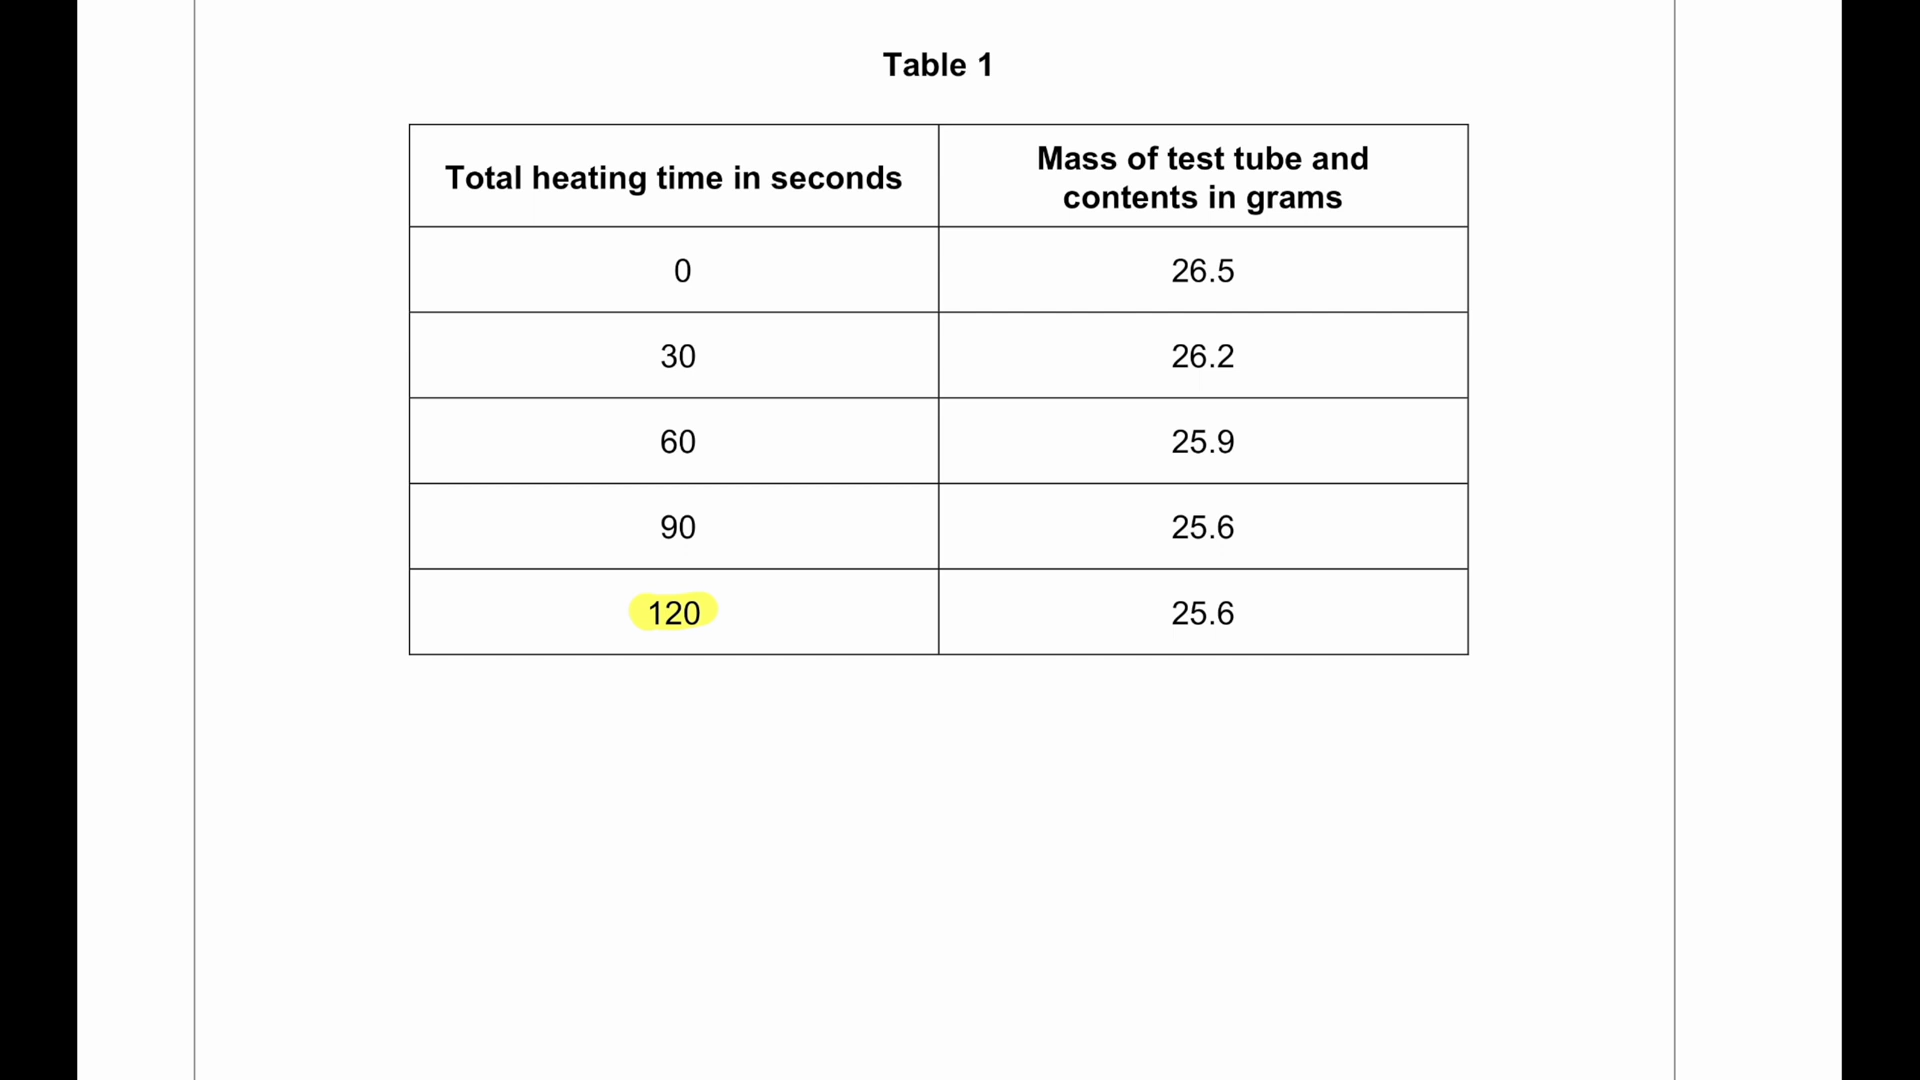 Table 1
Total heating time in seconds
Mass of test tube and
contents in grams
0
26.5
30
26.2
60
25.9
90
25.6
120
25.6